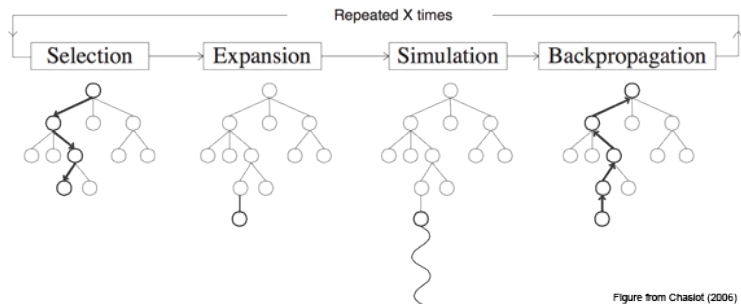 Repeated X times
Selection
Expansion
Simulation
Backpropagation
Figure from Chaslot (2006)